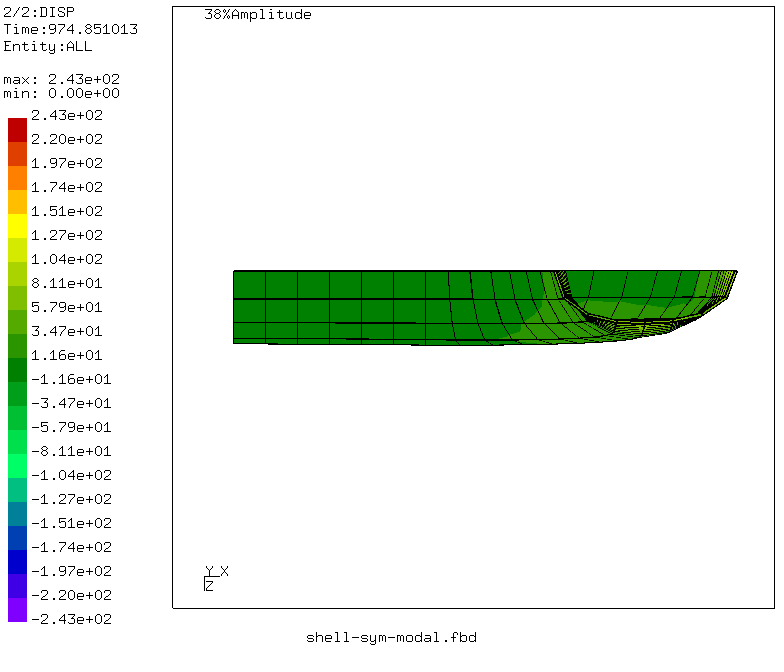 2/2:DISP
Time:974.851013
Entity:ALL
max: 2.43e+02
min: 0.00e+00
2.43e+02
2.20e+02
1.97e+02
1.74e+02
1.51e+02
1.27e+02
1.04e+02
8.11e+01
5.79e+01
3.47e+01
1.16e+01
-1.16e+01
-3.47e+01
-5.79e+01
-8.11e+01
-1.04e+02
-1.27e+02
-1.51e+02
-1.74e+02
-1.97e+02
-2.20e+02
-2.43e+02
38%Amplitude
Y X
Z
shell-sym-modal.fbd